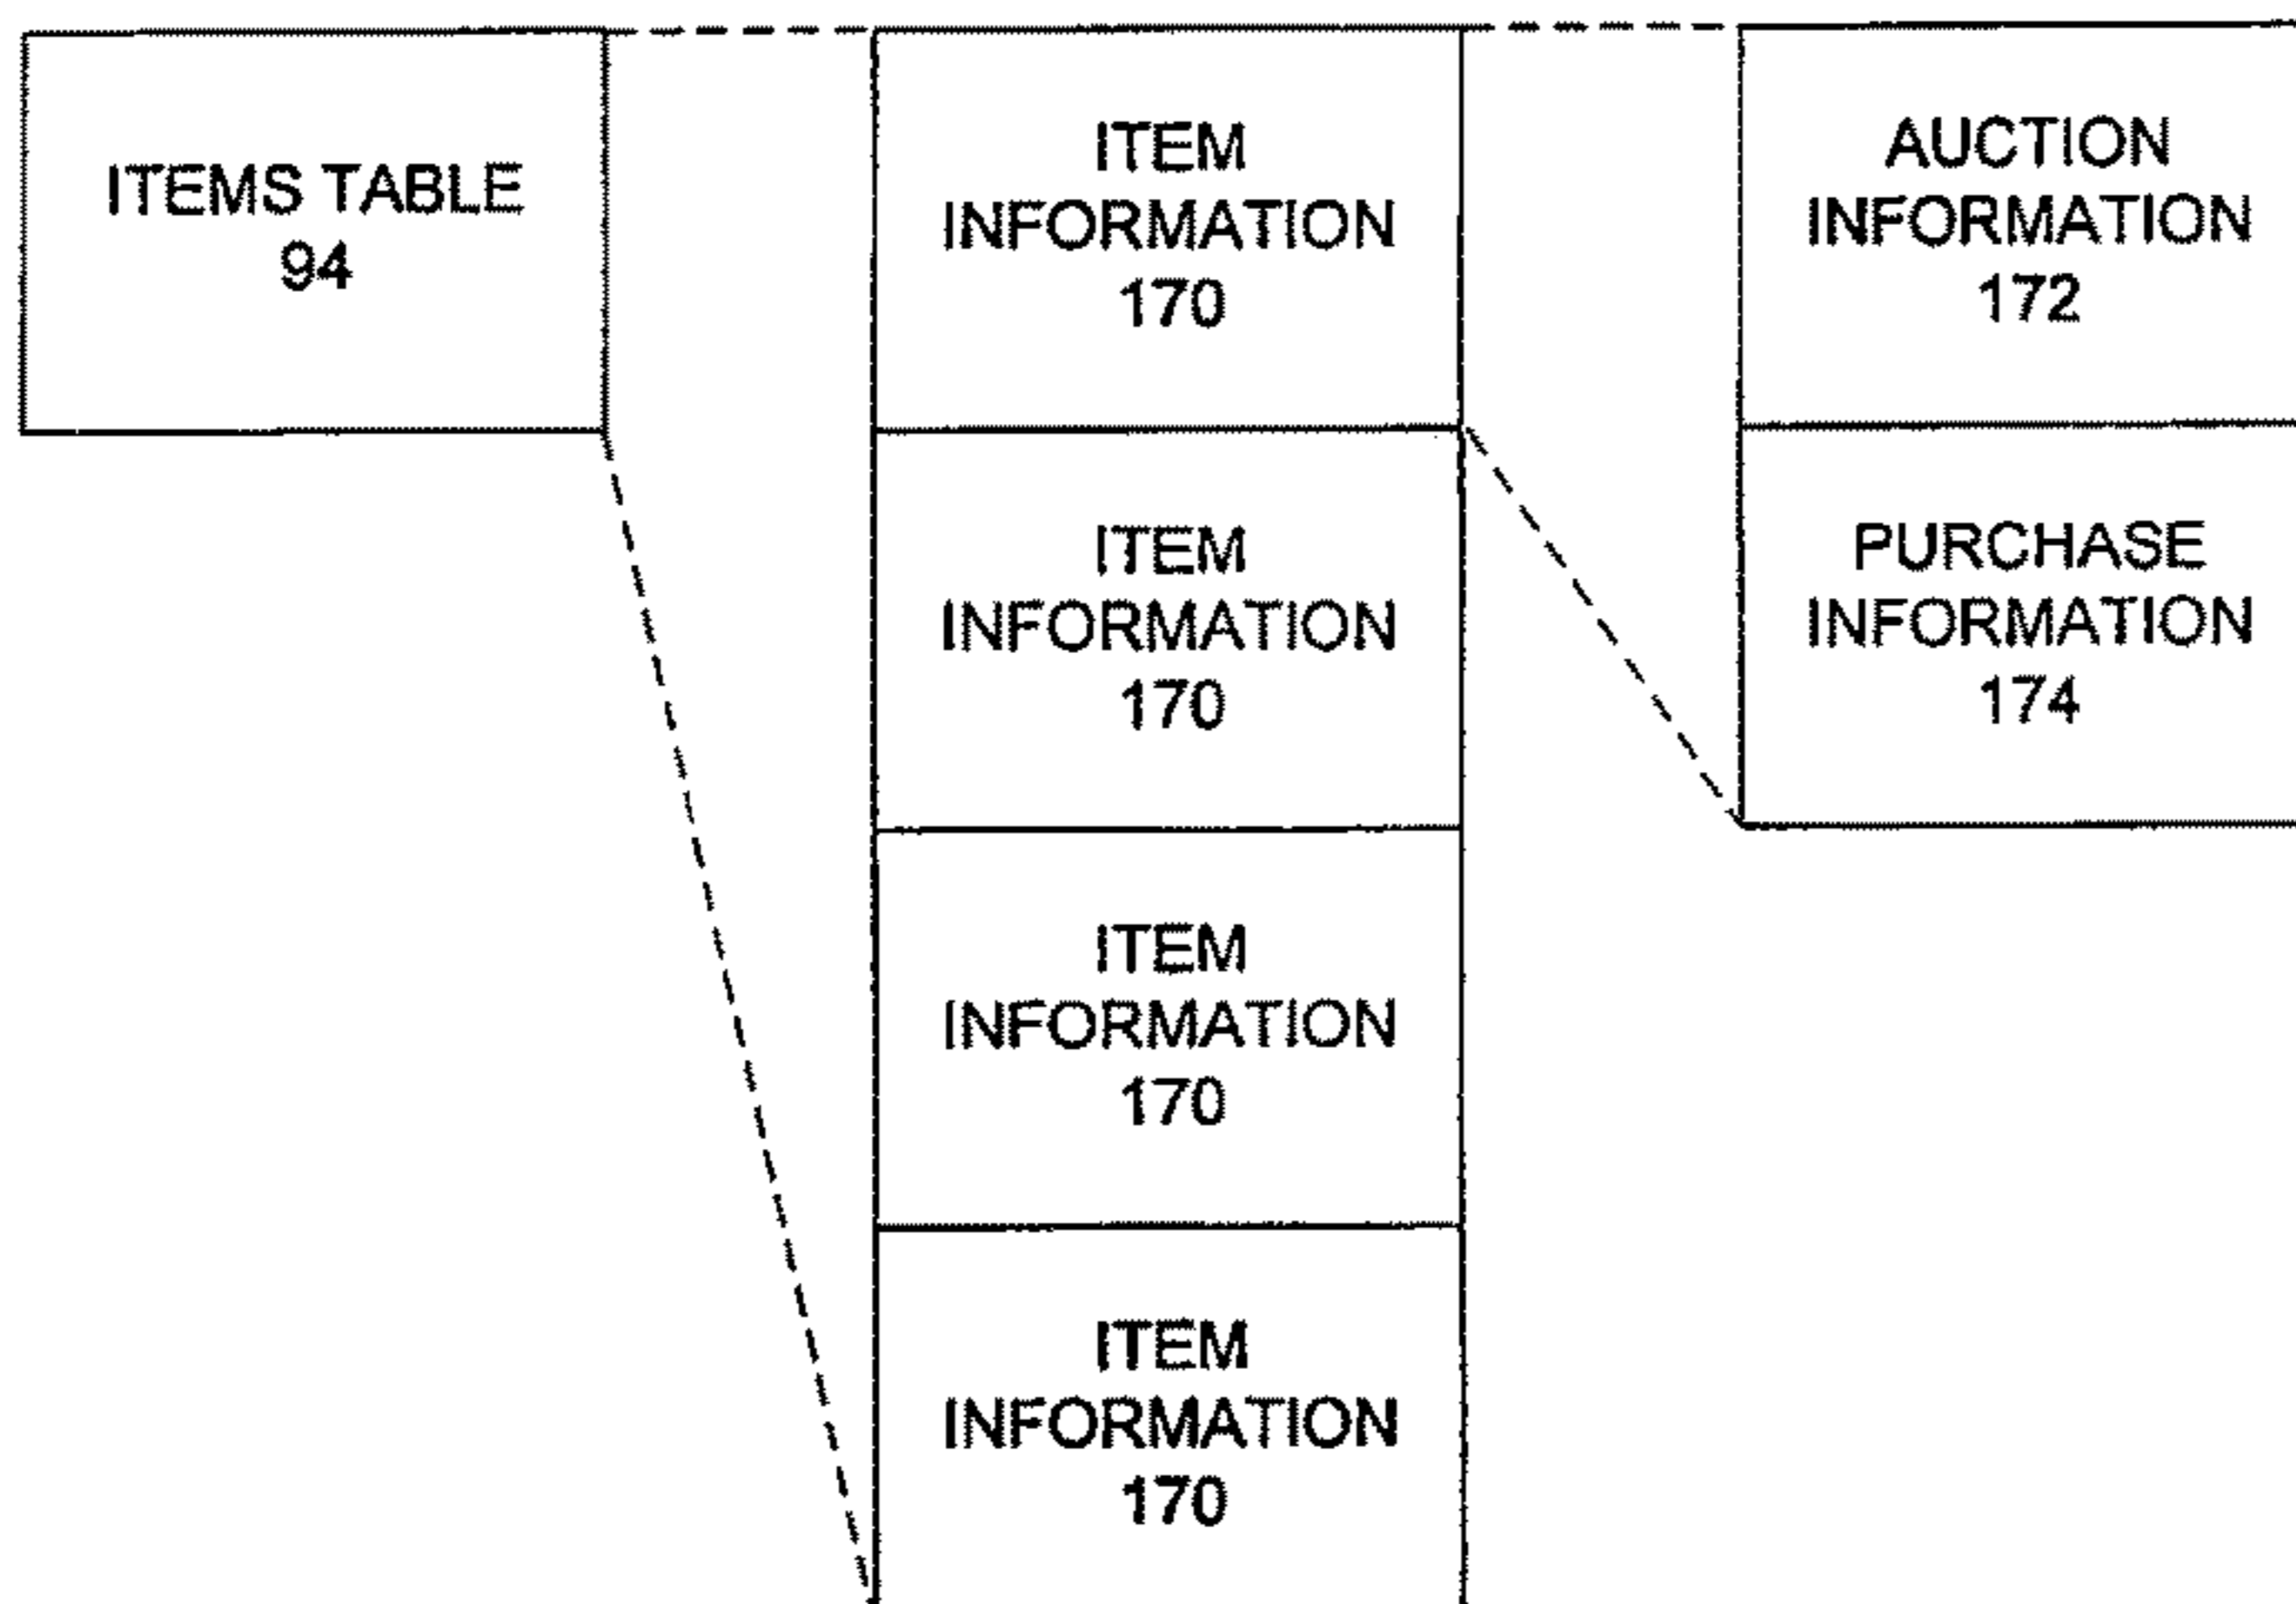 ITEMS TABLE
94
ITEM
INFORMATION
170
ITEM
INFORMATION
170
ITEM
INFORMATION
170
ITEM
INFORMATION
170
AUCTION
INFORMATION
172
PURCHASE
INFORMATION
174